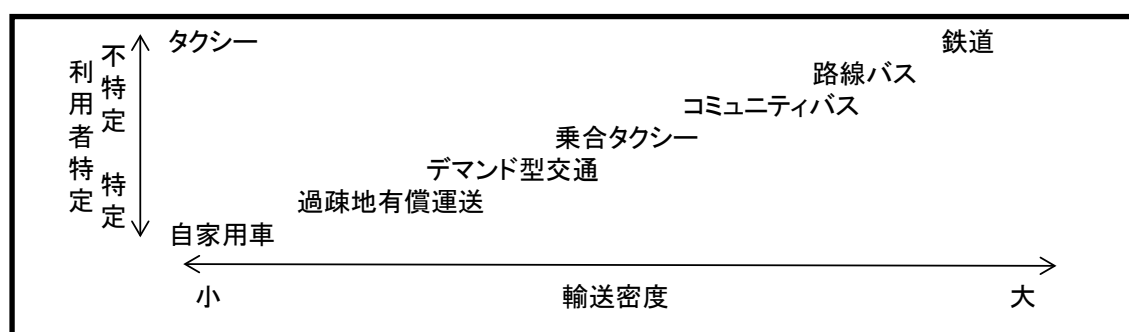 タクシー
鉄道
路線バス
コミュニティバス
乗合タクシー
デマンド型交通
過疎地有償運送
自家用車
利用者特定
不特定
特定
小
輸送密度
大